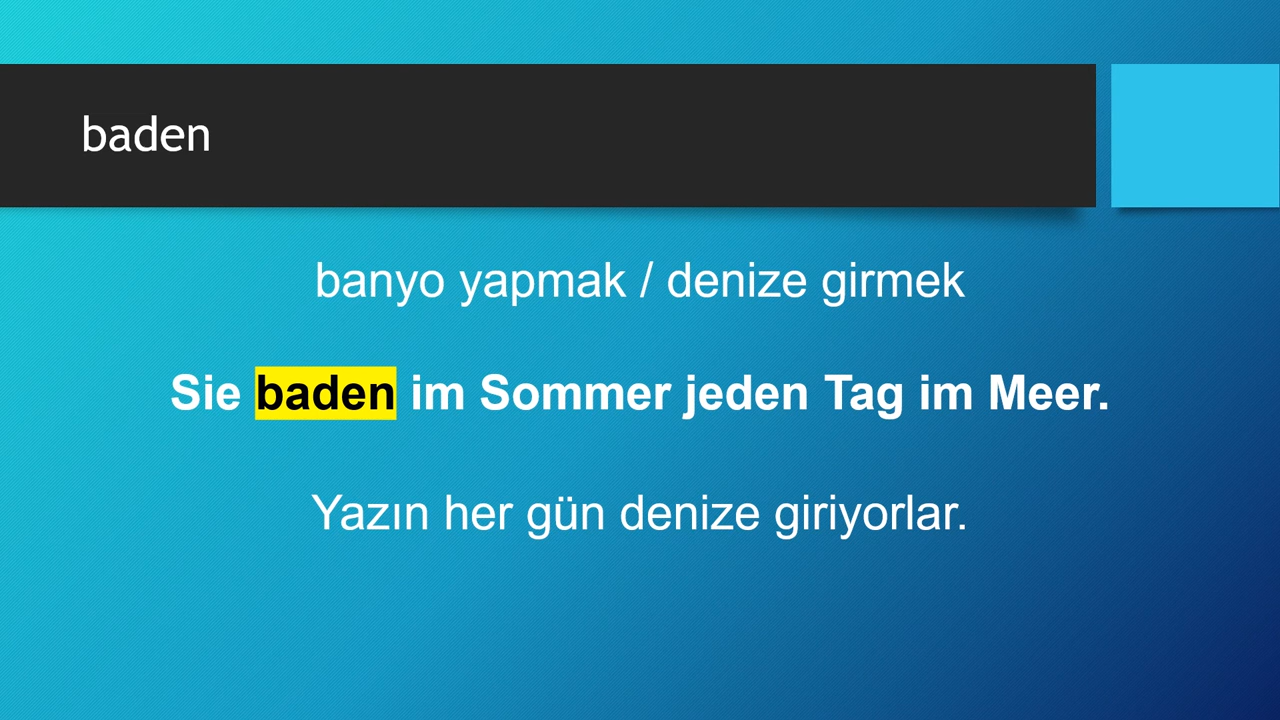 baden
banyo yapmak / denize girmek
Sie baden im Sommer jeden Tag im Meer.
Yazın her gün denize giriyorlar.